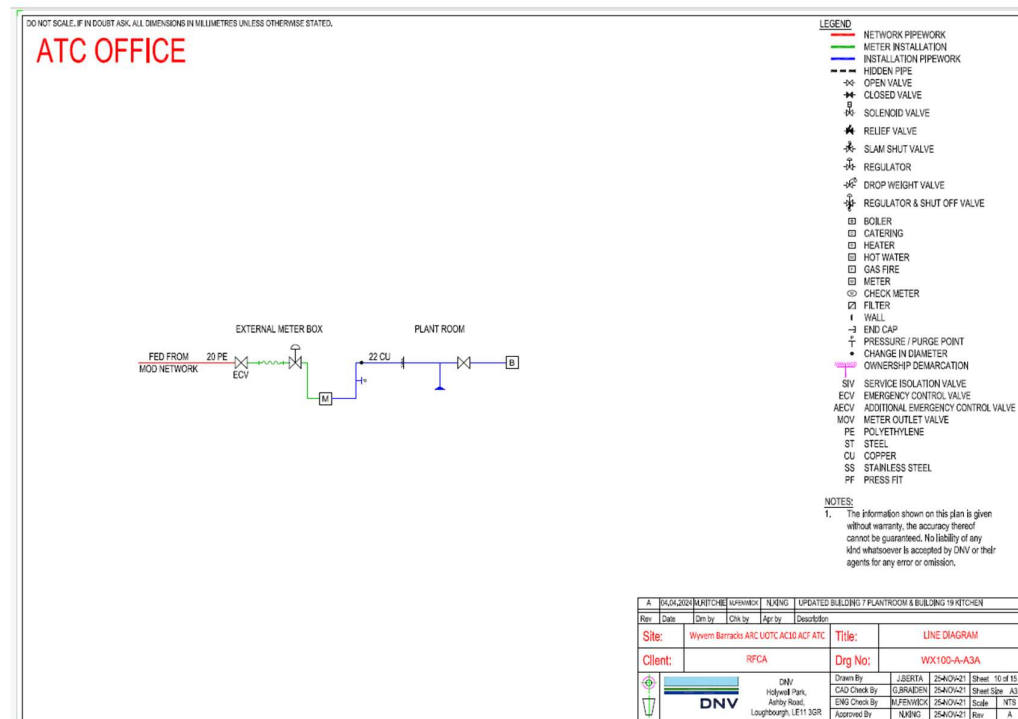 DO NOT SCALE. IF IN DOUBT ASK. ALL DIMENSIONS IN MILLIMETRES UNLESS OTHERWISE STATED.
ATC OFFICE
LEGEND
NETWORK PIPEWORK
METER INSTALLATION
INSTALLATION PIPEWORK
HIDDEN PIPE
OPEN VALVE
CLOSED VALVE
SOLENOID VALVE
RELIEF VALVE
SLAM SHUT VALVE
REGULATOR
DROP WEIGHT VALVE
REGULATOR & SHUT OFF VALVE
B BOILER
CATERING
HEATER
HOT WATER
GAS FIRE
M METER
CHECK METER
FILTER
WALL
END CAP
PRESSURE / PURGE POINT
CHANGE IN DIAMETER
OWNERSHIP DEMARCATION
SIV SERVICE ISOLATION VALVE
ECV EMERGENCY CONTROL VALVE
AECV ADDITIONAL EMERGENCY CONTROL VALVE
MOV METER OUTLET VALVE
PE POLYETHYLENE
ST STEEL
CU COPPER
SS STAINLESS STEEL
PF PRESS FIT
EXTERNAL METER BOX
PLANT ROOM
FED FROM 20 PE
MOD NETWORK
ECV
M
22 CU
B
NOTES:
1. The information shown on this plan is given
without warranty, the accuracy thereof
cannot be guaranteed. No liability of any
kind whatsoever is accepted by DNV or their
agents for any error or omission.
A 04,04,2024 M,RITCHIE M,FENWICK N,KING UPDATED BUILDING 7 PLANTROOM & BUILDING 19 KITCHEN
Rev Date Drn by Chk by Apr by Description
Site: Wyvern Barracks ARC UOTC AC10 ACF ATC Title: LINE DIAGRAM
Client: RFCA Drg No: WX100-A-A3A
DNV
DNV
Holywell Park,
Ashby Road,
Loughbourgh, LE11 3GR
Drawn By J.BERTA 25-NOV-21 Sheet 10 of 15
CAD Check By G,BRAIDEN 25-NOV-21 Sheet Size A3
ENG Check By M,FENWICK 25-NOV-21 Scale NTS
Approved By N,KING 25-NOV-21 Rev A